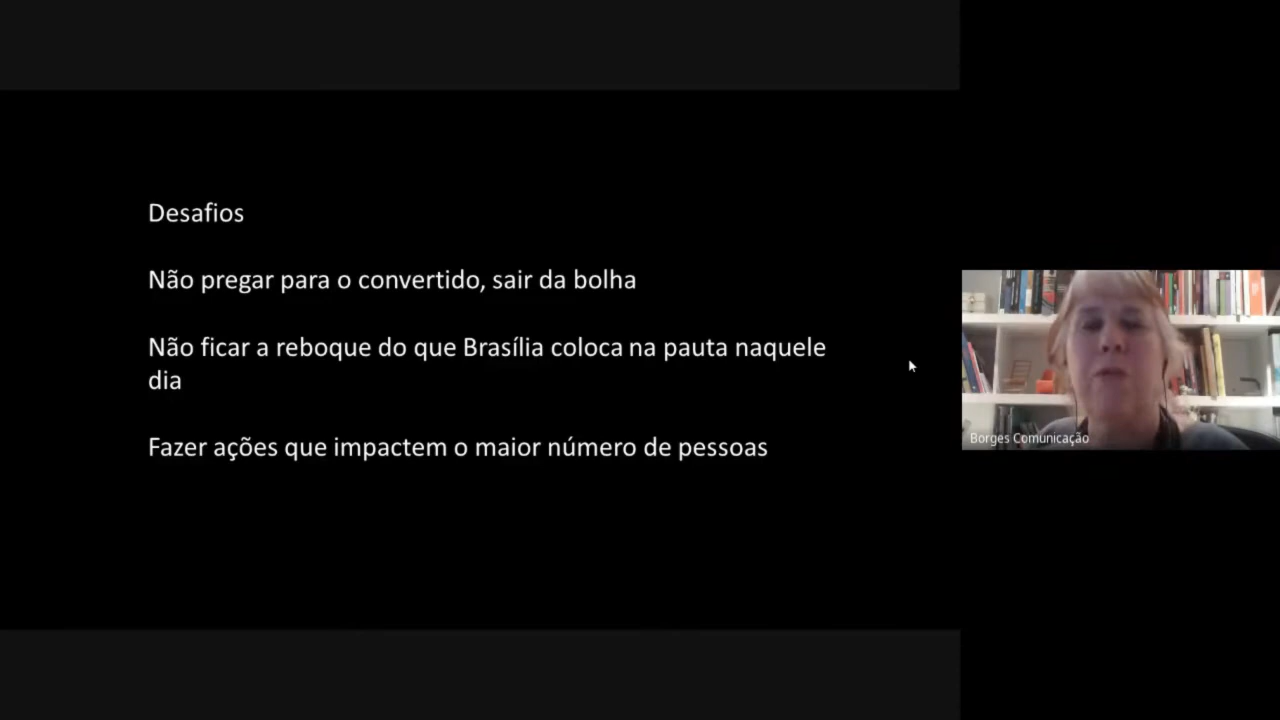 Desafios
Não pregar para o convertido, sair da bolha
Não ficar a reboque do que Brasília coloca na pauta naquele
dia
Fazer ações que impactem o maior número de pessoas
Borges Comunicação